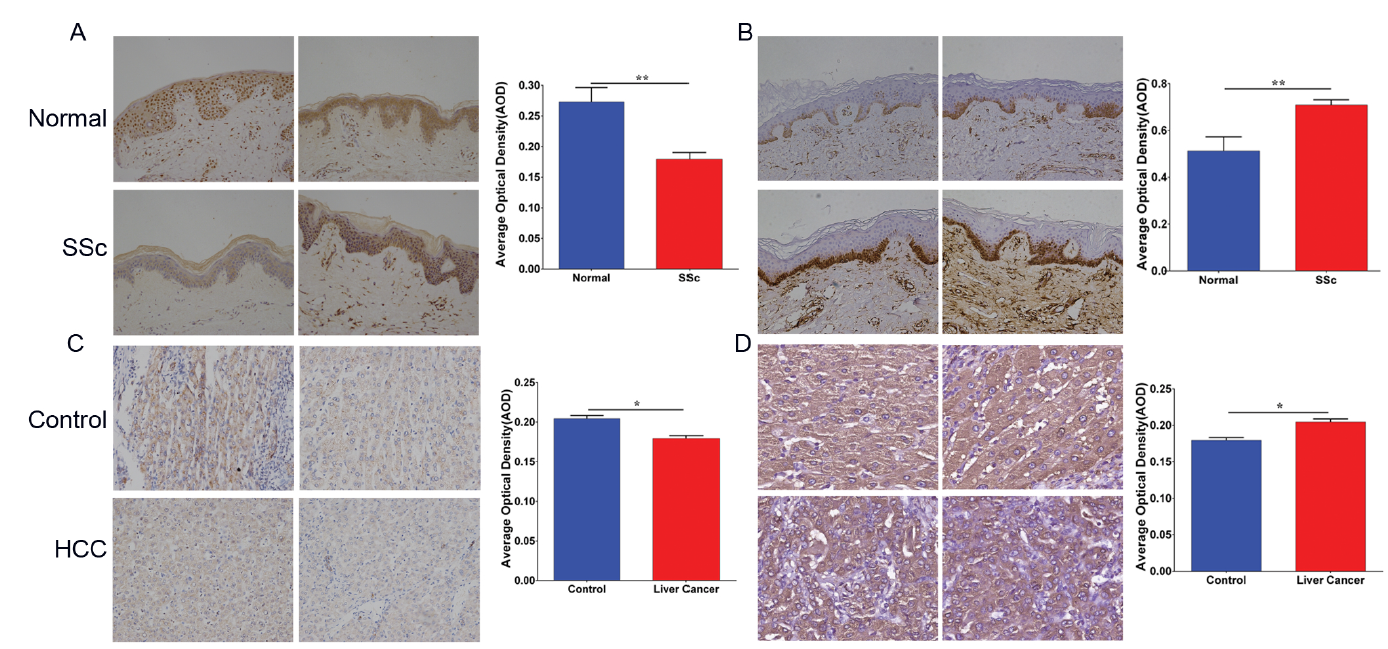 A
Normal
SSc
Average Optical Density(AOD)
0.30
0.25
0.20
0.15
0.10
0.05
0.00
**
Normal
SSc
B
Average Optical Density(AOD)
0.8
0.6
0.4
0.2
0.0
**
Normal
SSc
C
Control
HCC
Average Optical Density(AOD)
0.25
0.20
0.15
0.10
0.05
0.00
*
Control
Liver Cancer
D
Average Optical Density(AOD)
0.25
0.20
0.15
0.10
0.05
0.00
*
Control
Liver Cancer